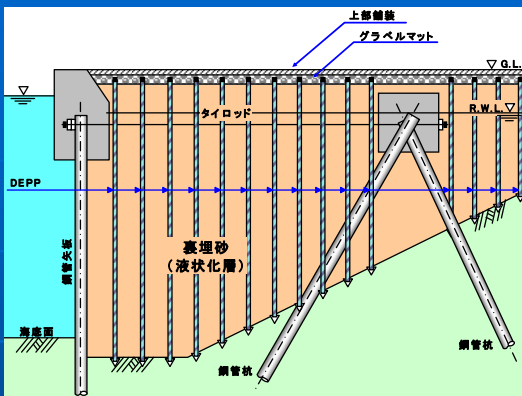 上部舗装
グラベルマット
G.L.
R.W.L.
タイロッド
DEPP
裏埋砂
(液状化層)
鋼管矢板
海底面
鋼管杭
鋼管杭